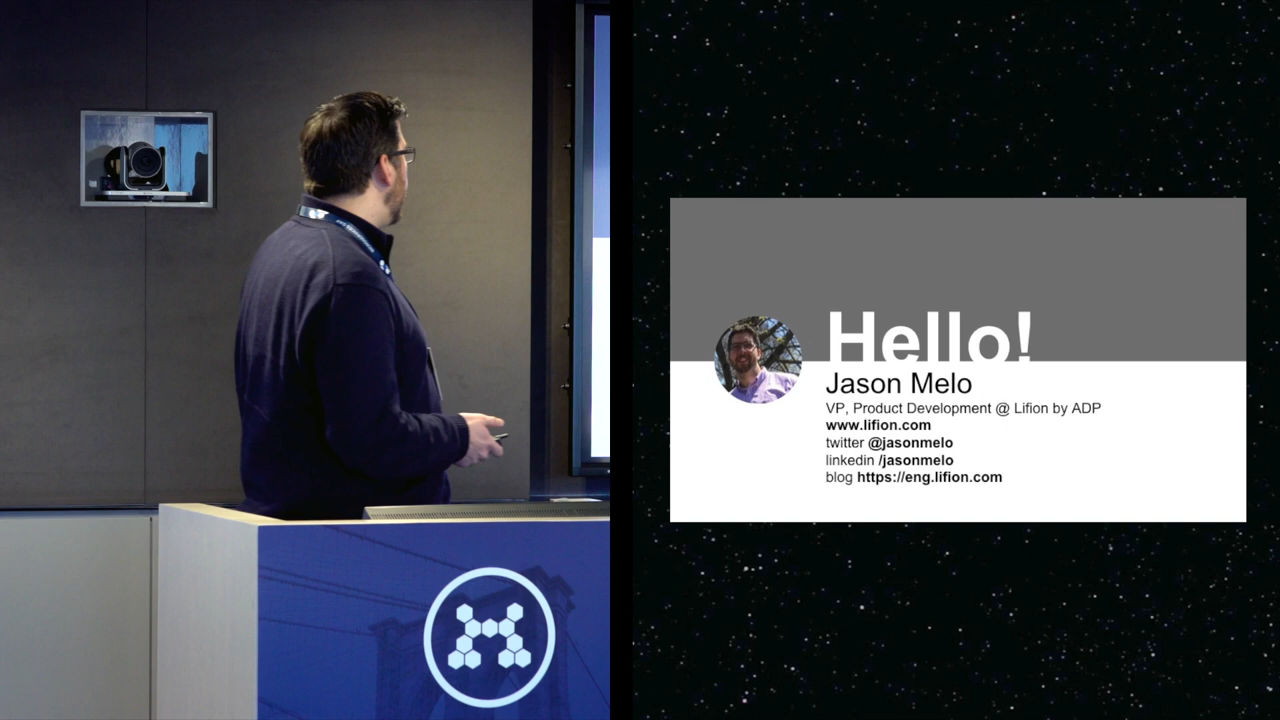 Hello!
Jason Melo
VP, Product Development @ Lifion by ADP
www.lifion.com
twitter @jasonmelo
linkedin /jasonmelo
blog https://eng.lifion.com